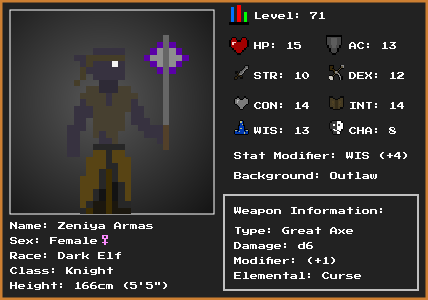 Level: 71
HP: 15 AC: 13
STR: 10 DEX: 12
CON: 14 INT: 14
WIS: 13 CHA: 8
Stat Modifier: WIS (+4)
Background: Outlaw
Name: Zeniya Armas
Sex: Female♀
Race: Dark Elf
Class: Knight
Height: 166cm (5'5")
Weapon Information:
Type: Great Axe
Damage: d6
Modifier: (+1)
Elemental: Curse